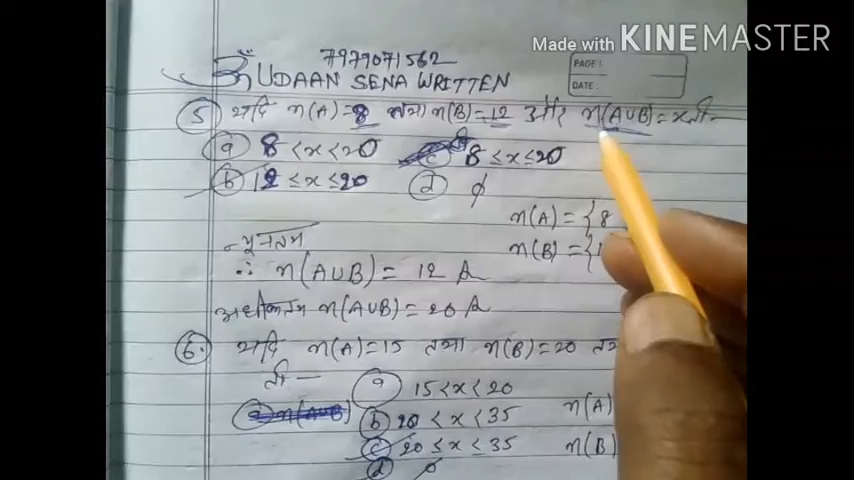 Made with KINEMASTER
7979071562
ॐ UDAAN SENA WRITTEN
PAGE:
DATE:
5 यदि n(A)=8 तथा n(B)=12 और n(A∪B)=x तो—
(a) 8 < x < 20 (c) 8 ≤ x ≤ 20
(b) 12 ≤ x ≤ 20 (d) ϕ
n(A) = {8
न्यूनतम n(B) = {1
∴ n(A∪B) = 12
अधिकतम n(A∪B) = 20
6. यदि n(A)=15 तथा n(B)=20
तो— (a) 15 < x < 20
(b) 20 < x < 35 n(A)
(c) 20 ≤ x ≤ 35 n(B)
(d) ϕ